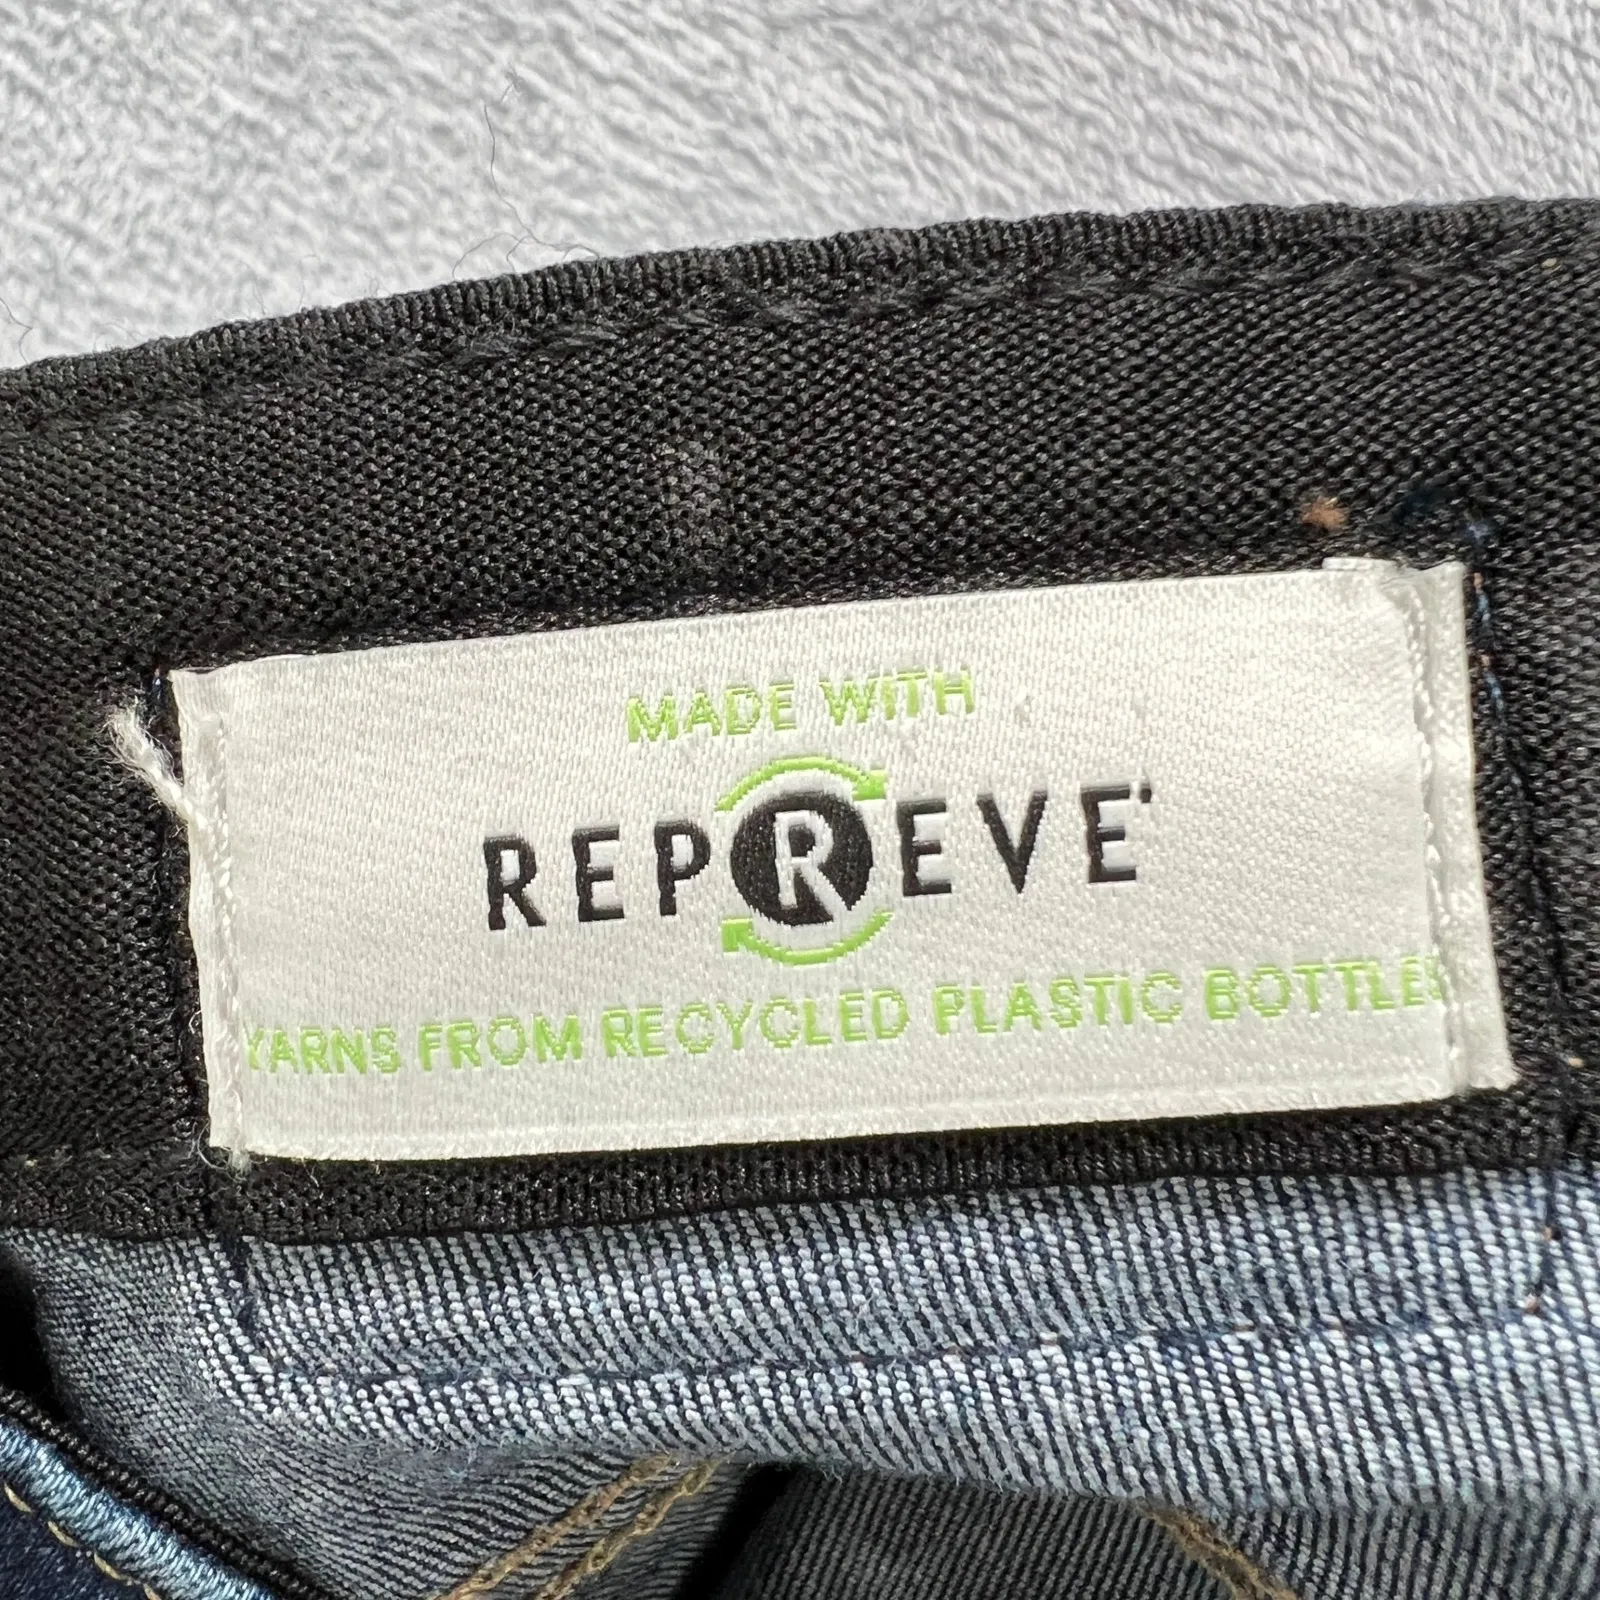 MADE WITH
REPREVE
YARNS FROM RECYCLED PLASTIC BOTTLES